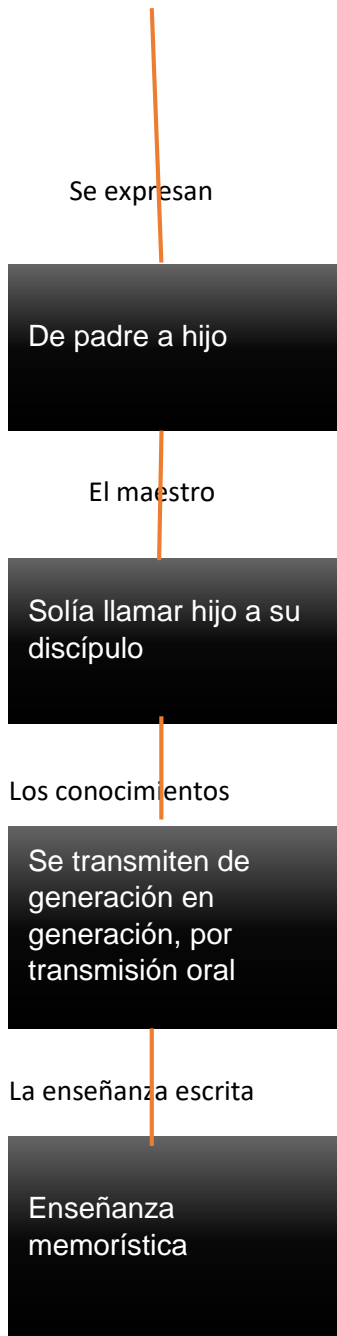 Se expresan
De padre a hijo
El maestro
Solía llamar hijo a su
discípulo
Los conocimientos
Se transmiten de
generación en
generación, por
transmisión oral
La enseñanza escrita
Enseñanza
memorística